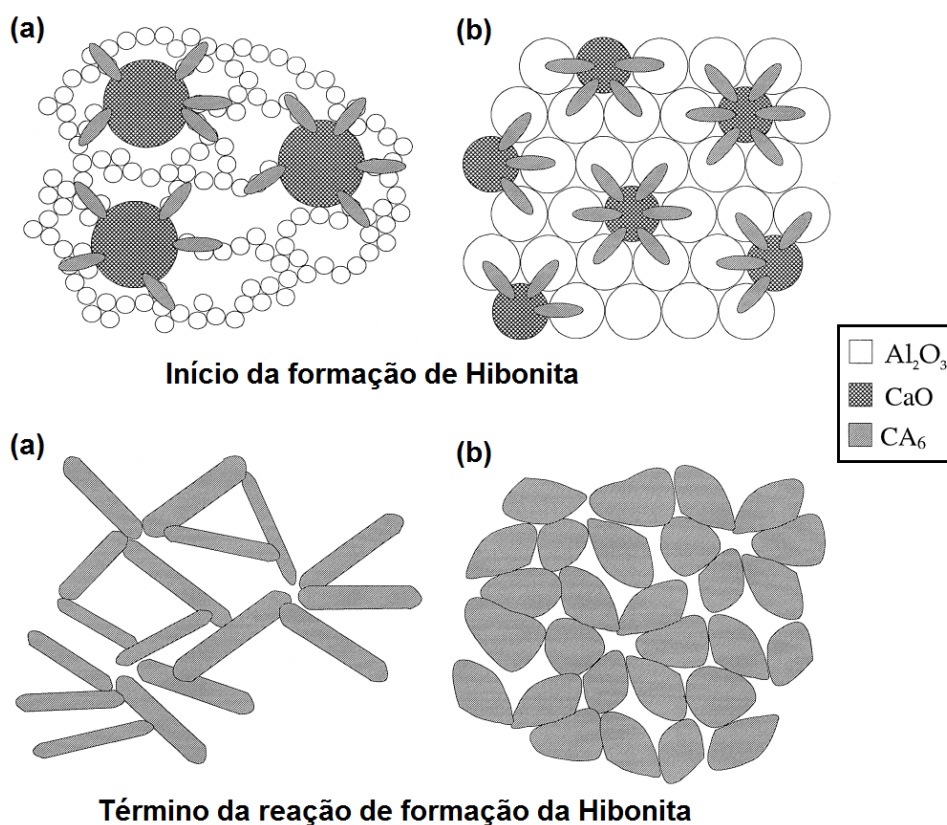 (a)
(b)
Início da formação de Hibonita
Al₂O₃
CaO
CA₆
(a)
(b)
Término da reação de formação da Hibonita